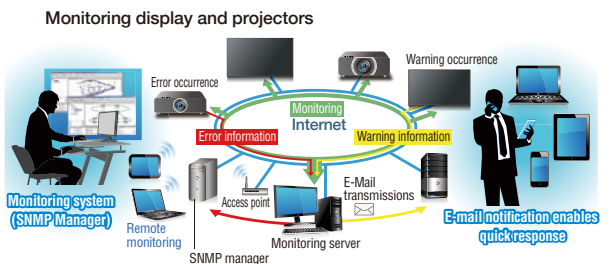 Monitoring display and projectors
Warning occurrence
Error occurrence
Monitoring
Internet
Error information
Warning information
Access point
E-Mail
transmissions
Monitoring system
(SNMP Manager)
Remote
monitoring
Monitoring server
SNMP manager
E-mail notification enables
quick response